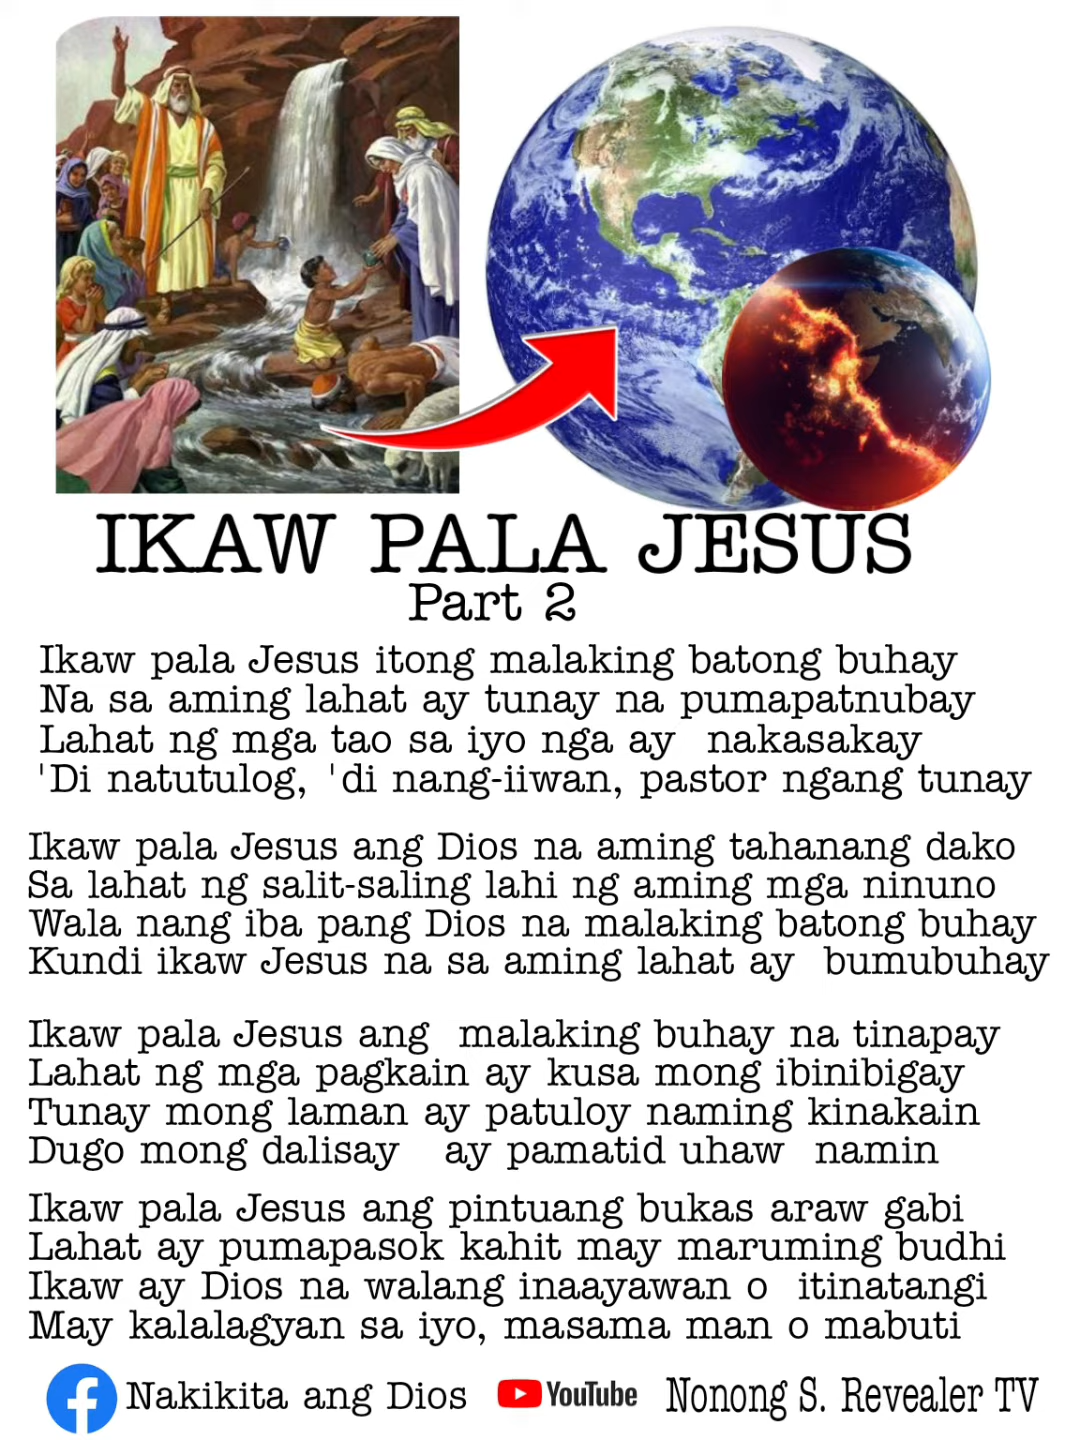 IKAW PALA JESUS
Part 2
Ikaw pala Jesus itong malaking batong buhay
Na sa aming lahat ay tunay na pumapatnubay
Lahat ng mga tao sa iyo nga ay nakasakay
'Di natutulog, 'di nang-iiwan, pastor ngang tunay
Ikaw pala Jesus ang Dios na aming tahanang dako
Sa lahat ng salit-saling lahi ng aming mga ninuno
Wala nang iba pang Dios na malaking batong buhay
Kundi ikaw Jesus na sa aming lahat ay bumubuhay
Ikaw pala Jesus ang malaking buhay na tinapay
Lahat ng mga pagkain ay kusa mong ibinibigay
Tunay mong laman ay patuloy naming kinakain
Dugo mong dalisay ay pamatid uhaw namin
Ikaw pala Jesus ang pintuang bukas araw gabi
Lahat ay pumapasok kahit may maruming budhi
Ikaw ay Dios na walang inaayawan o itinatangi
May kalalagyan sa iyo, masama man o mabuti
Nakikita ang Dios YouTube Nonong S. Revealer TV